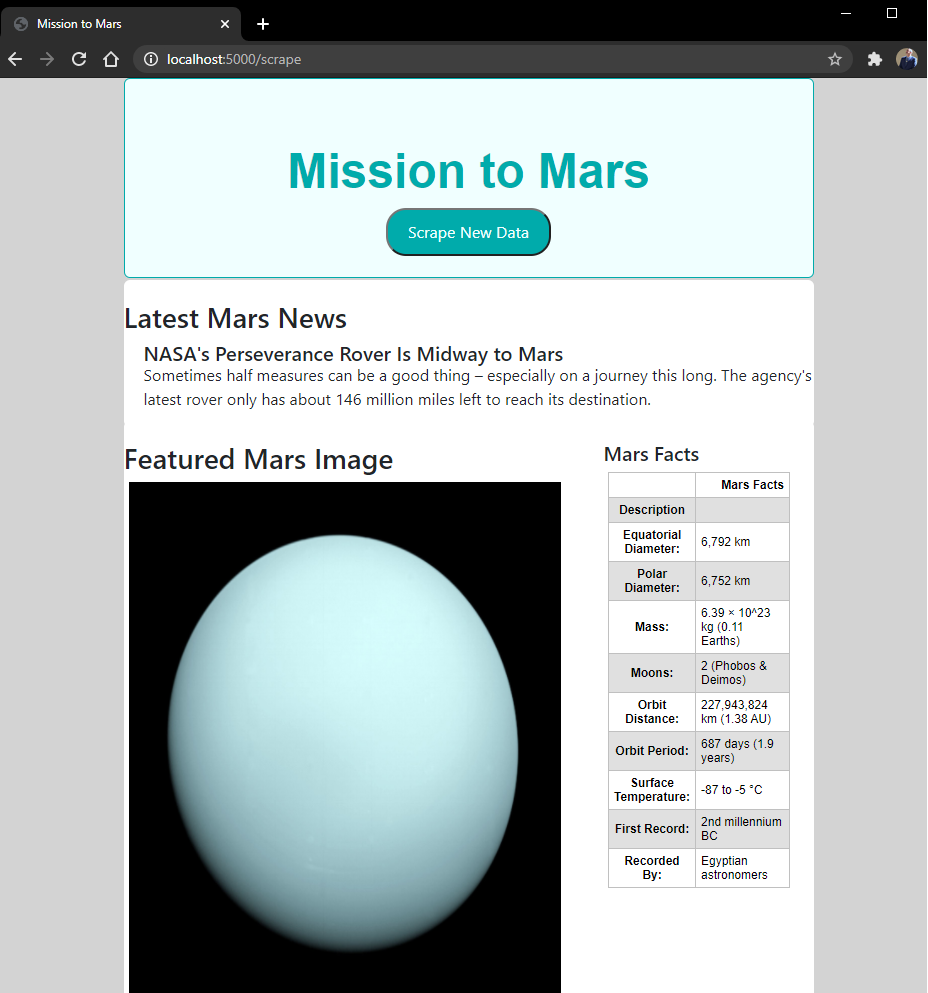 Mission to Mars
localhost:5000/scrape
Mission to Mars
Scrape New Data
Latest Mars News
NASA's Perseverance Rover Is Midway to Mars
Sometimes half measures can be a good thing – especially on a journey this long. The agency's
latest rover only has about 146 million miles left to reach its destination.
Featured Mars Image
Mars Facts
Mars Facts
Description
Equatorial
Diameter:
6,792 km
Polar
Diameter:
6,752 km
Mass:
6.39 × 10^23
kg (0.11
Earths)
Moons:
2 (Phobos &
Deimos)
Orbit
Distance:
227,943,824
km (1.38 AU)
Orbit Period:
687 days (1.9
years)
Surface
Temperature:
-87 to -5 °C
First Record:
2nd millennium
BC
Recorded
By:
Egyptian
astronomers